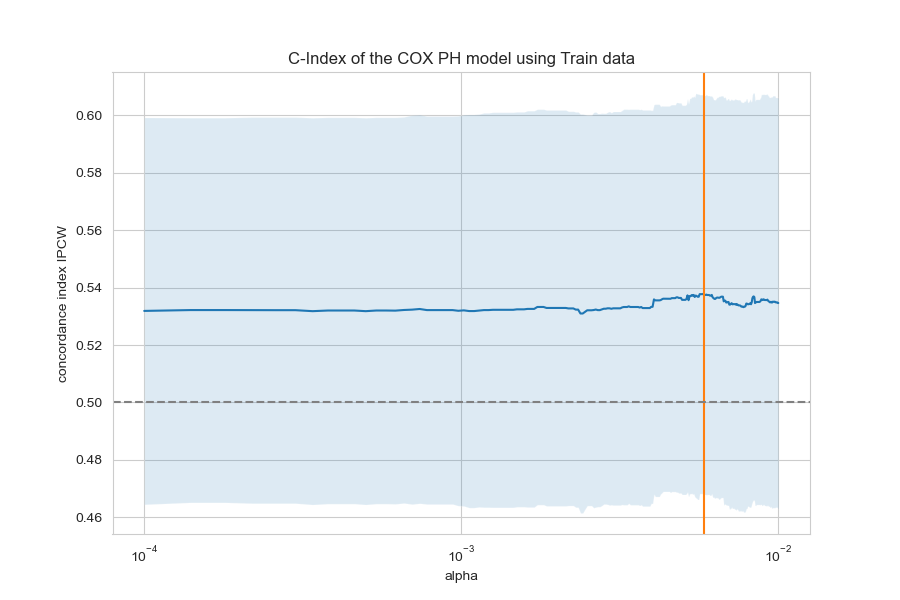 C-Index of the COX PH model using Train data
concordance index IPCW
0.60
0.58
0.56
0.54
0.52
0.50
0.48
0.46
10⁻⁴ 10⁻³ 10⁻²
alpha